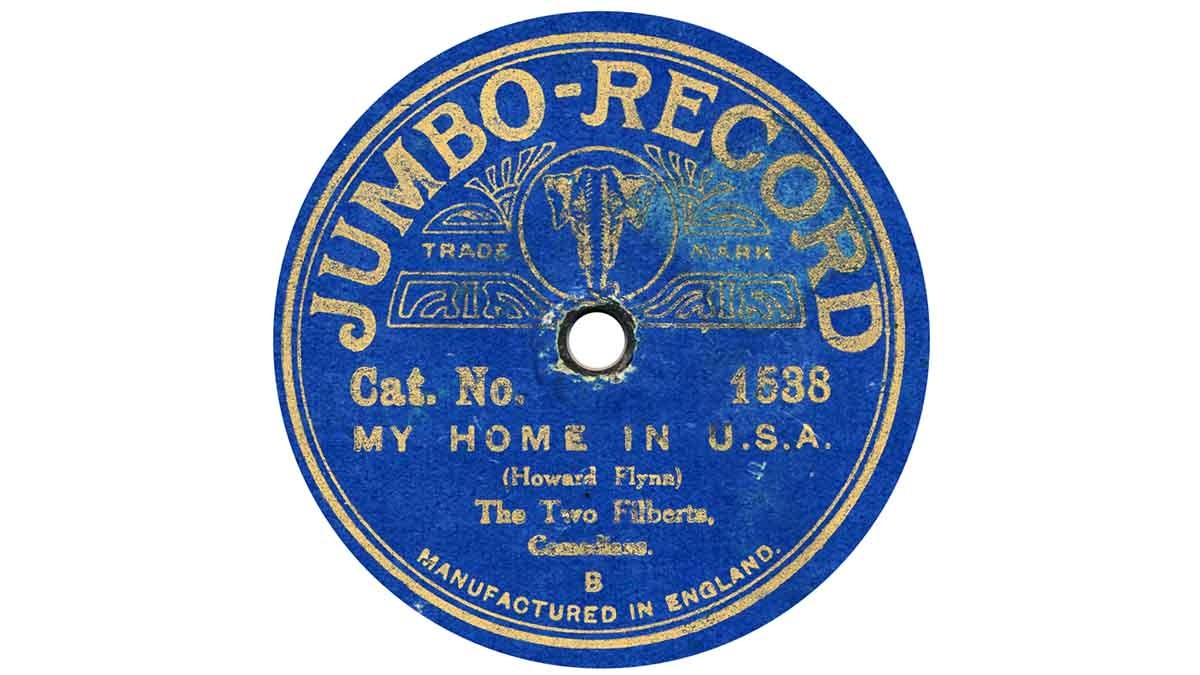 JUMBO-RECORD
TRADE MARK
Cat. No. 1538
MY HOME IN U.S.A.
(Howard Flynn)
The Two Filberts,
Comedians.
B
MANUFACTURED IN ENGLAND.